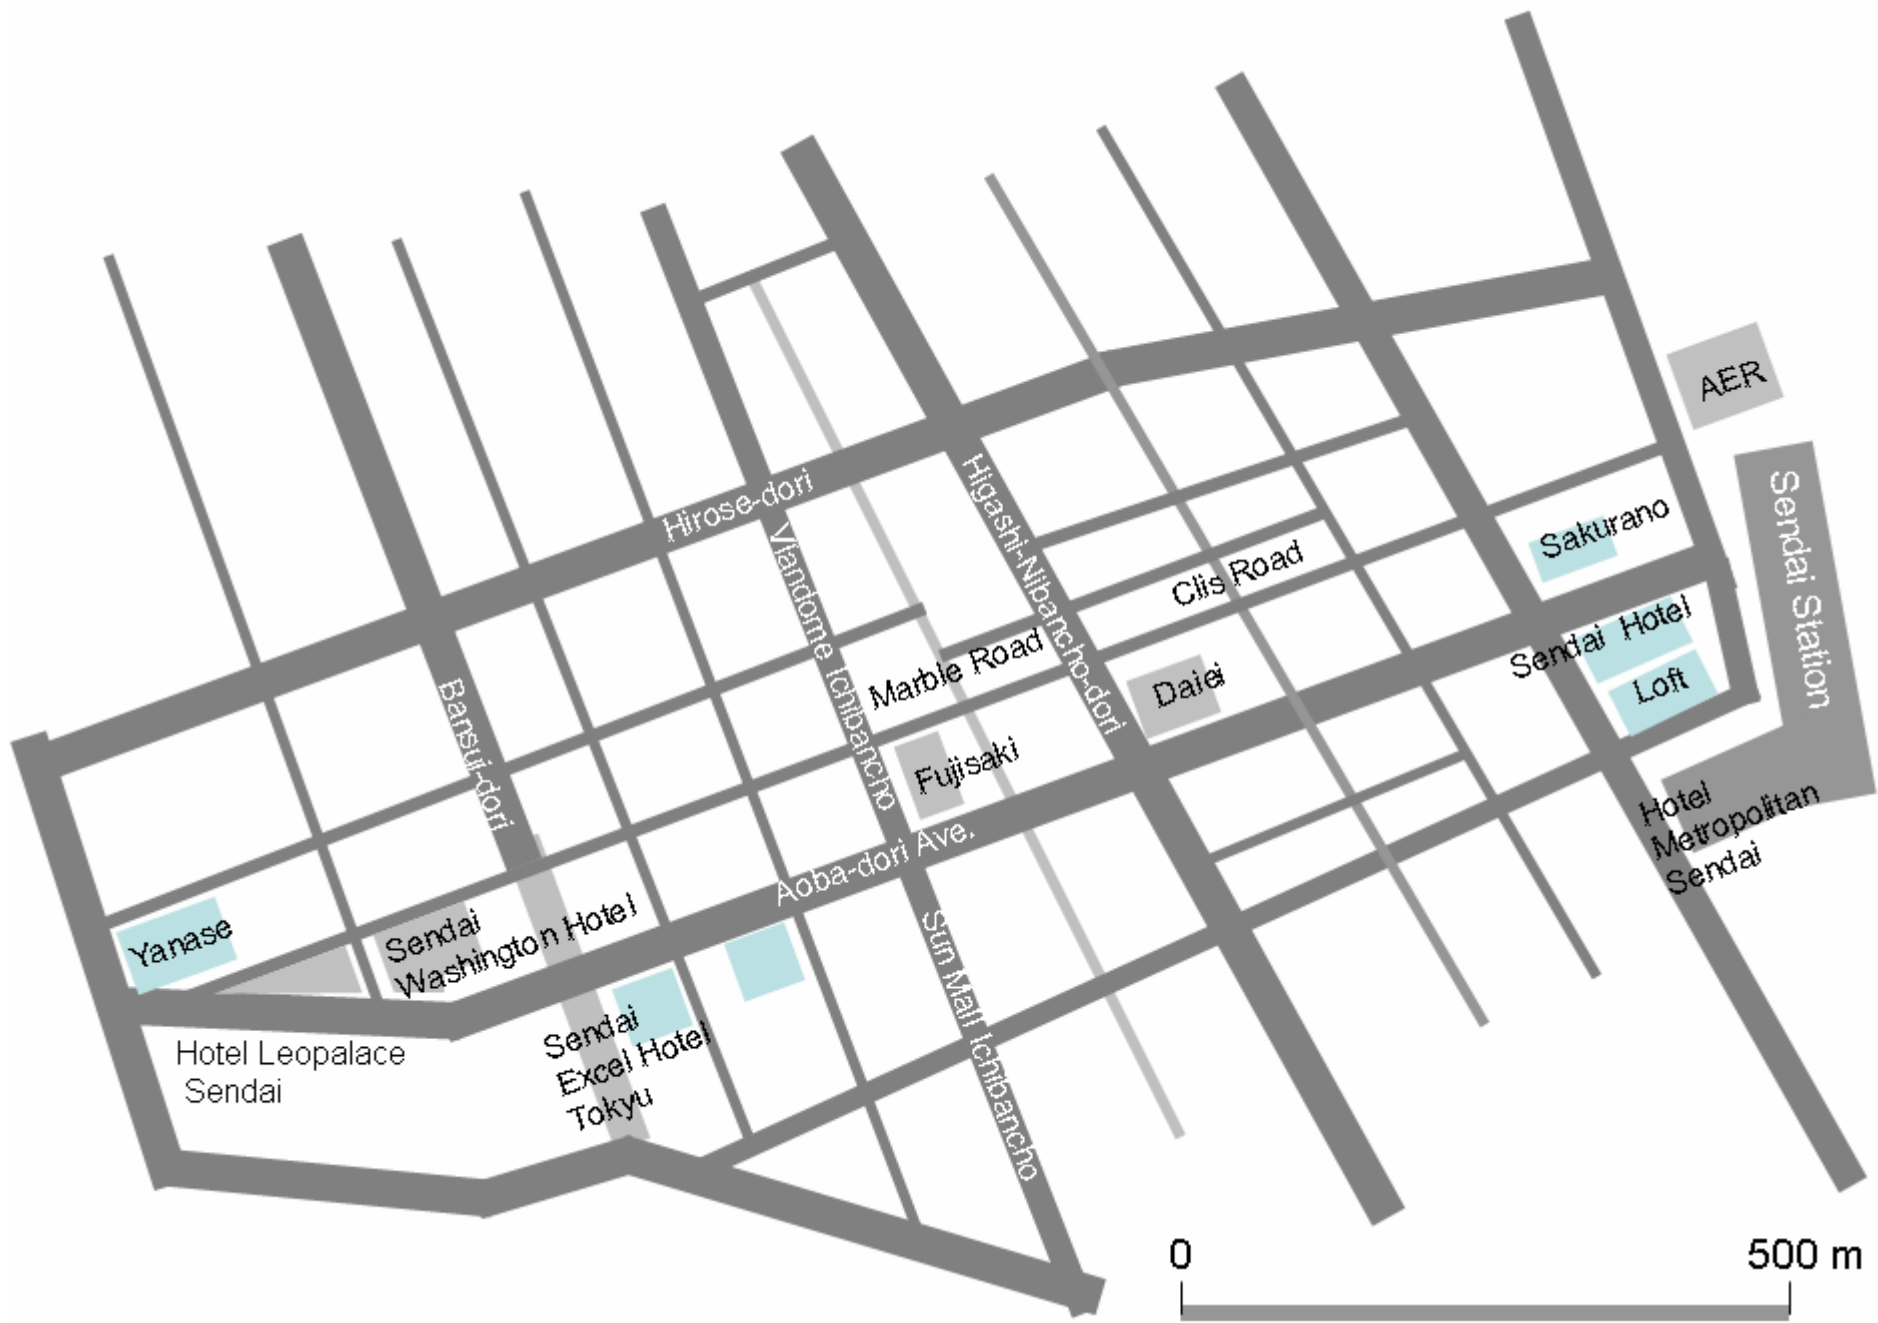 AER
Sendai Station
Hirose-dori
Vlandome Ichibancho
Higashi-Nibancho-dori
Sakurano
Clis Road
Sendai Hotel
Marble Road
Loft
Daiei
Bansui-dori
Fujisaki
Hotel
Metropolitan
Sendai
Aoba-dori Ave.
Yanase
Sendai
Washington Hotel
Sun Mall Ichibancho
Sendai
Excel Hotel
Tokyu
Hotel Leopalace
Sendai
0
500 m